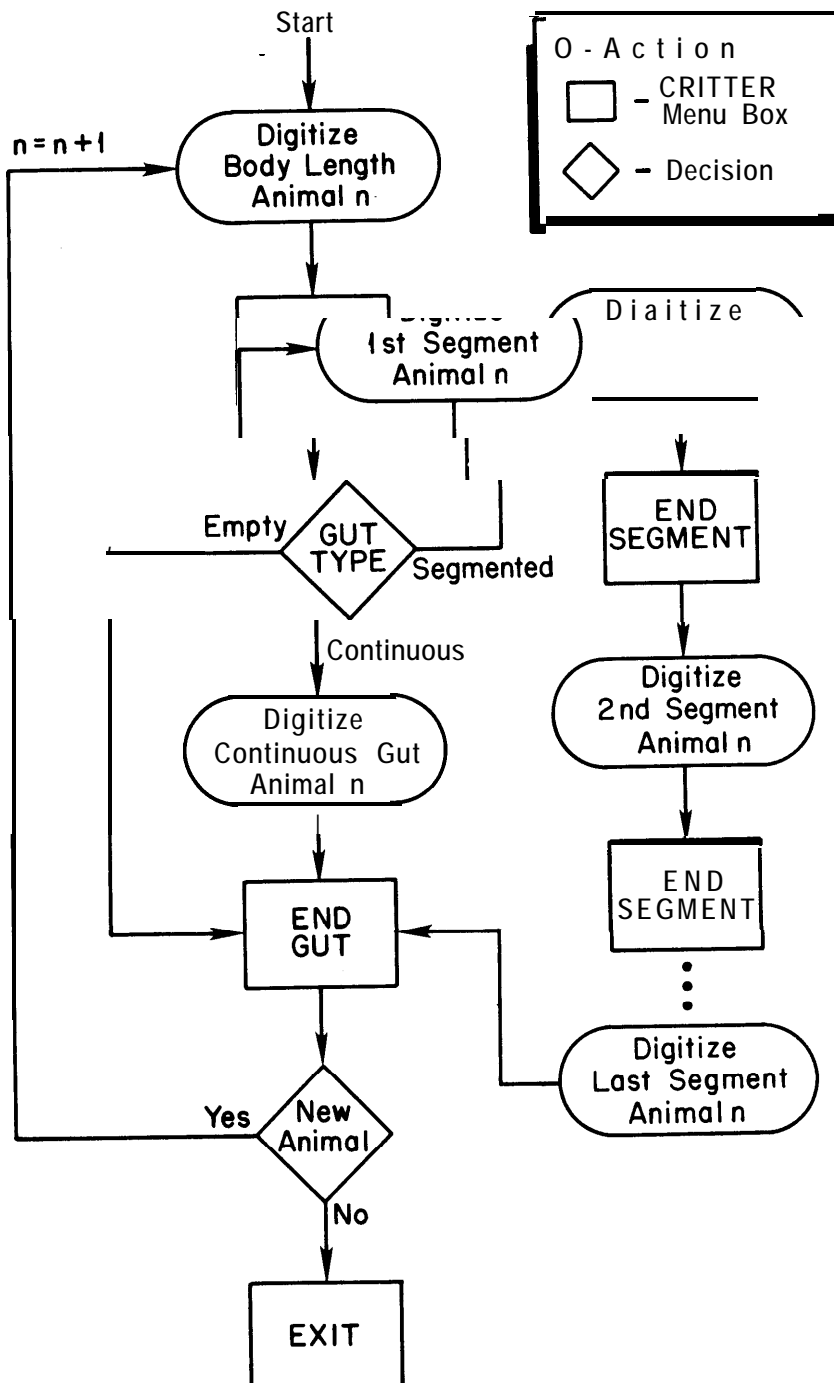 Start
O - Action
- CRITTER
Menu Box
- Decision
n=n+1
Digitize
Body Length
Animal n
Diaitize
1st Segment
Animal n
Empty
GUT
TYPE
Segmented
END
SEGMENT
Continuous
Digitize
2nd Segment
Animal n
Digitize
Continuous Gut
Animal n
END
SEGMENT
END
GUT
Digitize
Last Segment
Animal n
Yes
New
Animal
No
EXIT